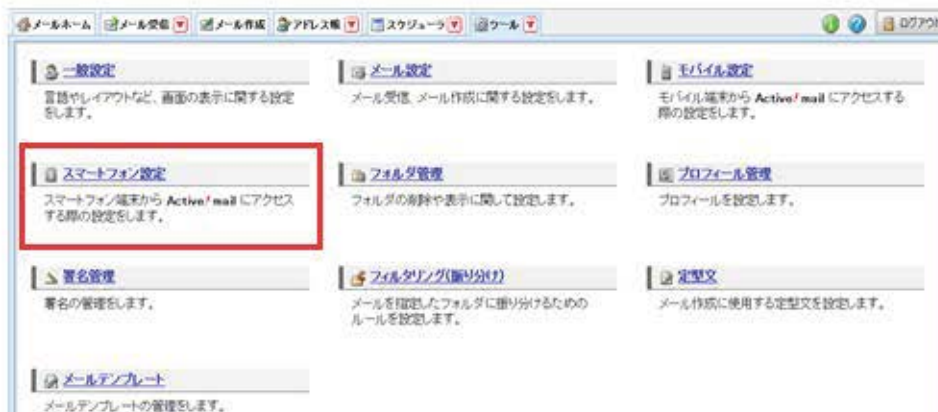 メールホーム メール受信 メール作成 アドレス帳 スケジューラ ツール ログアウト
一般設定 メール設定 モバイル設定
言語やレイアウトなど、画面の表示に関する設定 メール受信、メール作成に関する設定をします。 モバイル端末から Active! mail にアクセスする
をします。 際の設定をします。
スマートフォン設定 フォルダ管理 プロフィール管理
スマートフォン端末から Active! mail にアクセス フォルダの削除や表示に関して設定します。 プロフィールを設定します。
する際の設定をします。
署名管理 フィルタリング(振り分け) 定型文
署名の管理をします。 メールを指定したフォルダに振り分けるための メール作成に使用する定型文を設定します。
ルールを設定します。
メールテンプレート
メールテンプレートの管理をします。